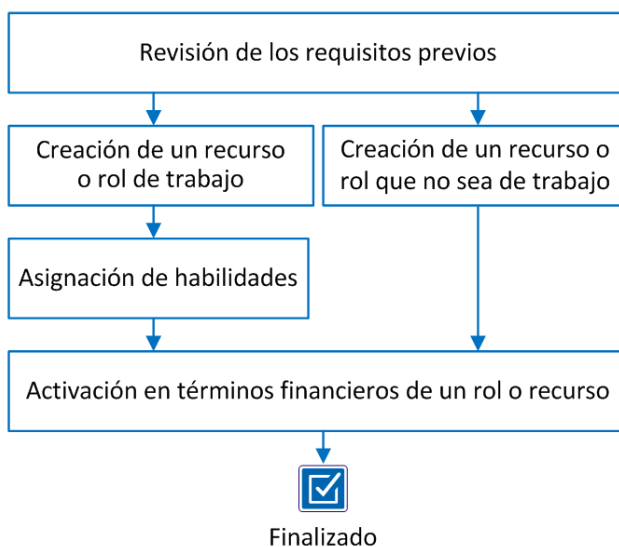 Revisión de los requisitos previos
Creación de un recurso
o rol de trabajo
Creación de un recurso o
rol que no sea de trabajo
Asignación de habilidades
Activación en términos financieros de un rol o recurso
Finalizado